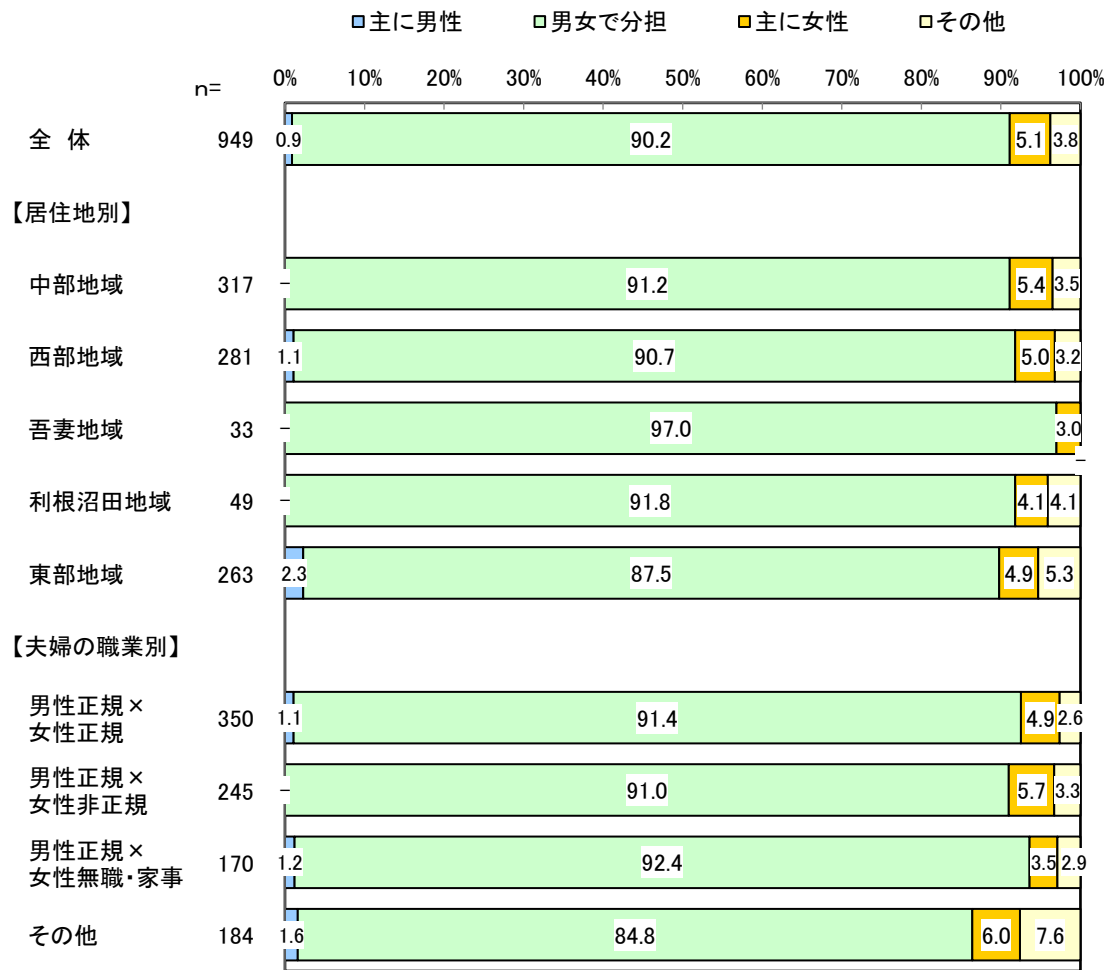 ■主に男性 ■男女で分担 ■主に女性 □その他
n= 0% 10% 20% 30% 40% 50% 60% 70% 80% 90% 100%
全 体 949 0.9 90.2 5.1 3.8
【居住地別】
中部地域 317 － 91.2 5.4 3.5
西部地域 281 1.1 90.7 5.0 3.2
吾妻地域 33 － 97.0 3.0 －
利根沼田地域 49 － 91.8 4.1 4.1
東部地域 263 2.3 87.5 4.9 5.3
【夫婦の職業別】
男性正規×
女性正規 350 1.1 91.4 4.9 2.6
男性正規×
女性非正規 245 － 91.0 5.7 3.3
男性正規×
女性無職・家事 170 1.2 92.4 3.5 2.9
その他 184 1.6 84.8 6.0 7.6